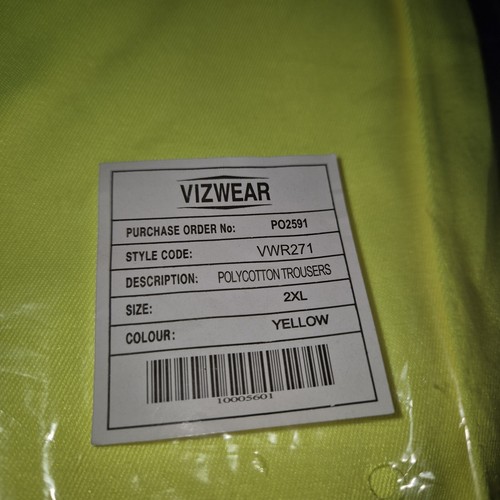 VIZWEAR
PURCHASE ORDER No: PO2591
STYLE CODE: VWR271
DESCRIPTION: POLYCOTTON TROUSERS
SIZE: 2XL
COLOUR: YELLOW
10005601